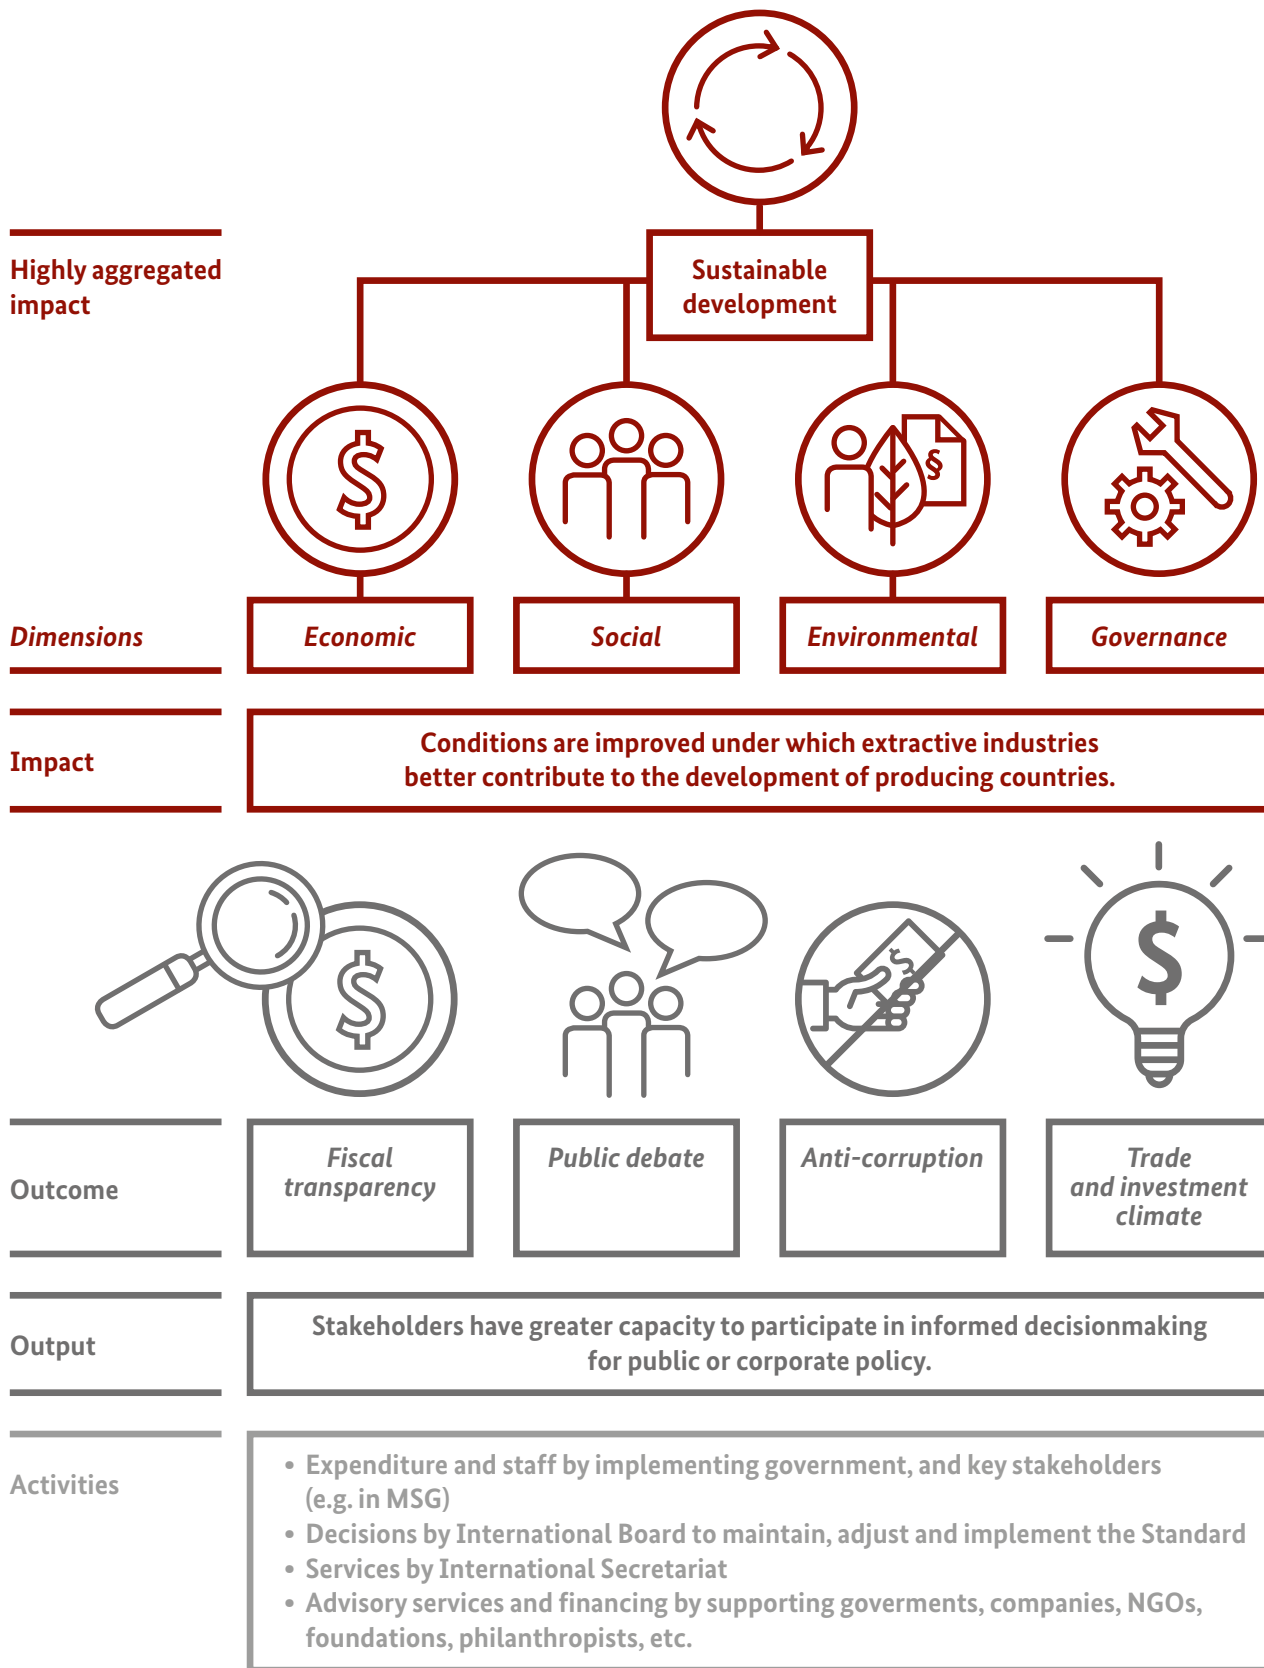 Highly aggregated
impact
Sustainable
development
$
$
§
Dimensions
Economic
Social
Environmental
Governance
Impact
Conditions are improved under which extractive industries
better contribute to the development of producing countries.
$
$
$
Outcome
Fiscal
transparency
Public debate
Anti-corruption
Trade
and investment
climate
Output
Stakeholders have greater capacity to participate in informed decisionmaking
for public or corporate policy.
Activities
• Expenditure and staff by implementing government, and key stakeholders
(e.g. in MSG)
• Decisions by International Board to maintain, adjust and implement the Standard
• Services by International Secretariat
• Advisory services and financing by supporting goverments, companies, NGOs,
foundations, philanthropists, etc.